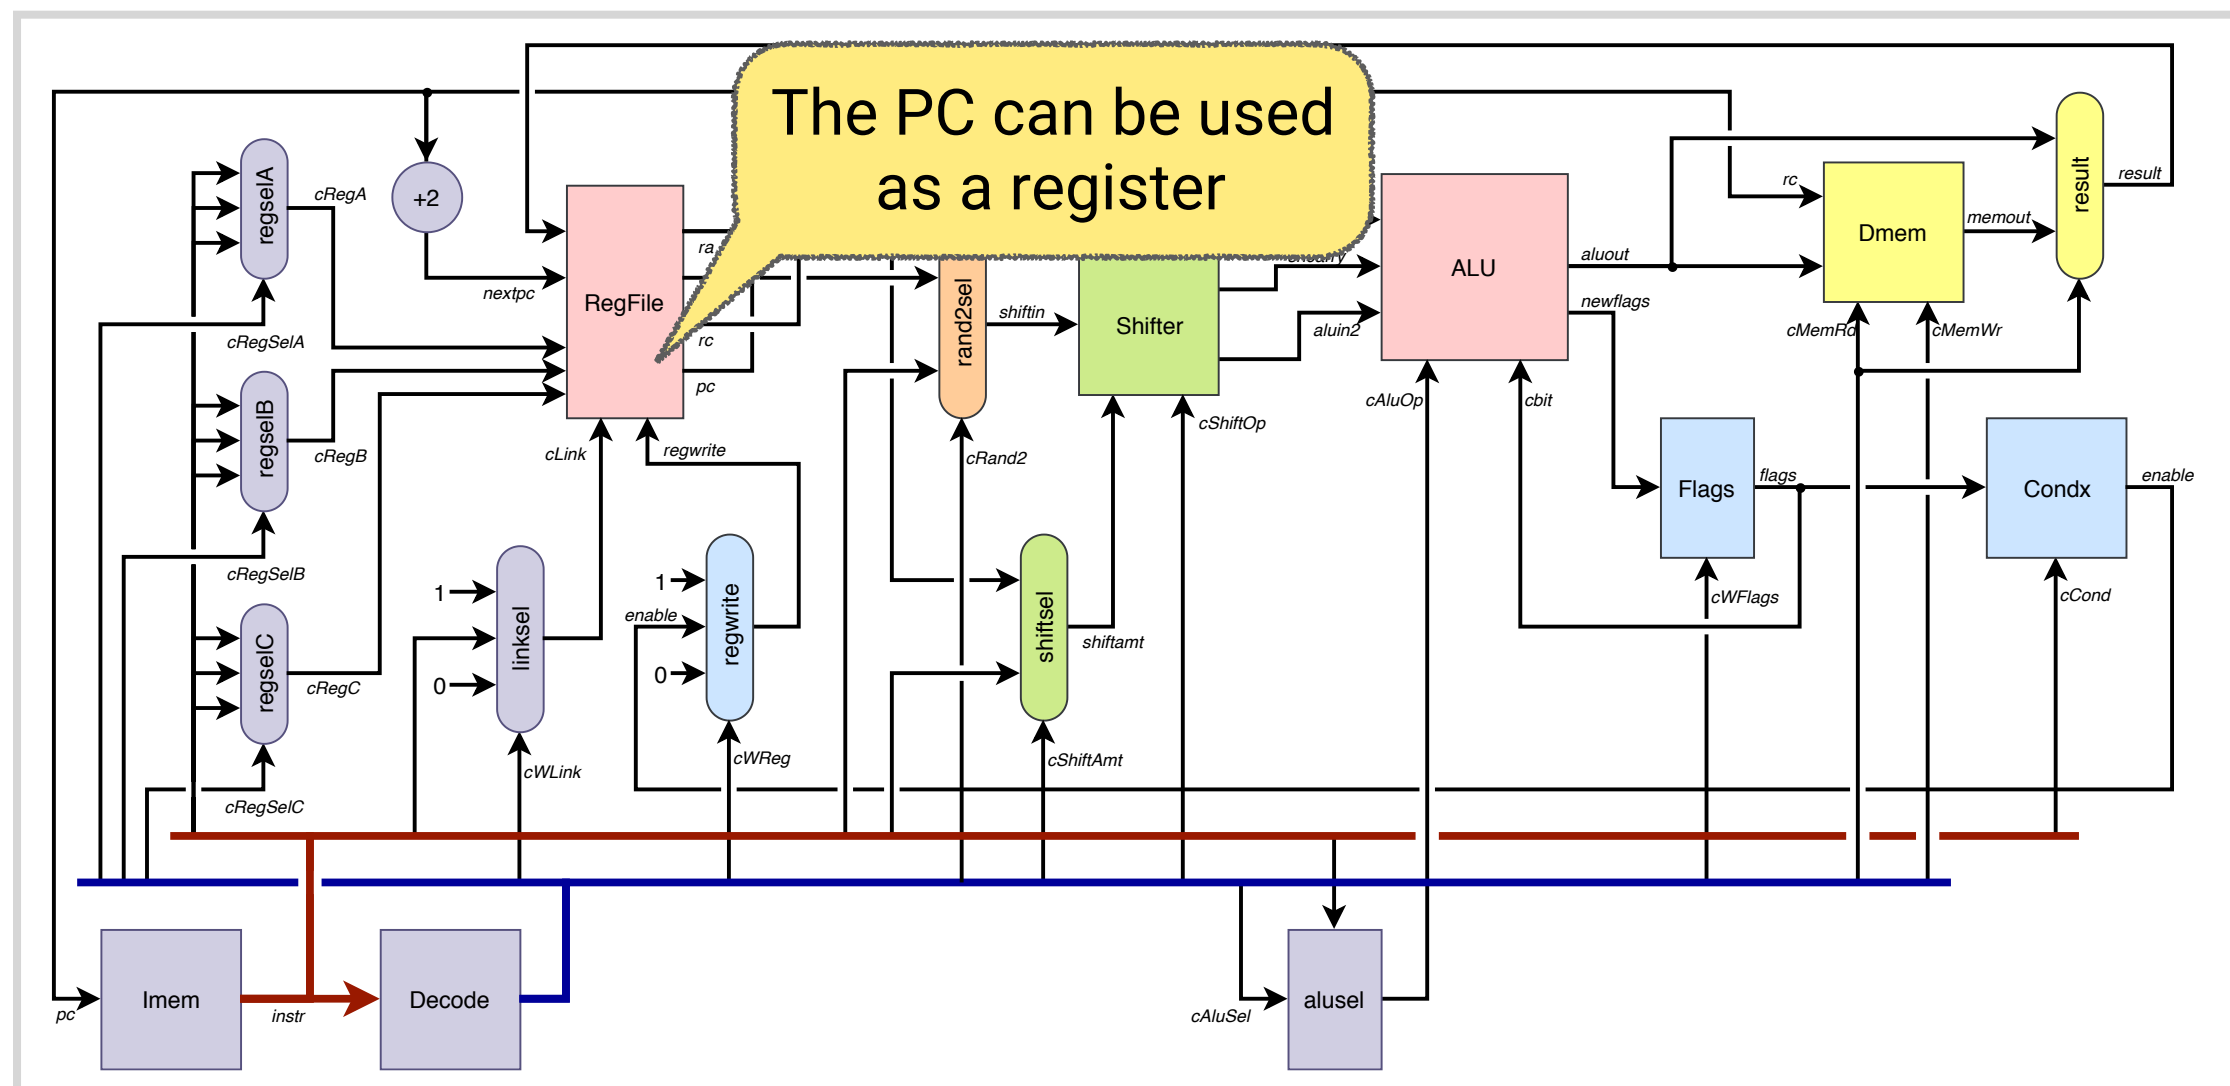 The PC can be used
as a register
regselA
cRegA
+2
nextpc
RegFile
ra
rc
pc
cRegSelA
regselB
cRegB
cRegSelB
regselC
cRegC
cRegSelC
cLink
regwrite
1
linksel
0
cWLink
1
enable
regwrite
0
cWReg
rand2sel
shiftin
cRand2
Shifter
cShiftOp
shiftsel
shiftamt
cShiftAmt
aluin2
ALU
aluout
newflags
cAluOp
cbit
rc
Dmem
memout
result
result
cMemRd
cMemWr
Flags
flags
cWFlags
Condx
enable
cCond
pc
Imem
instr
Decode
cAluSel
alusel